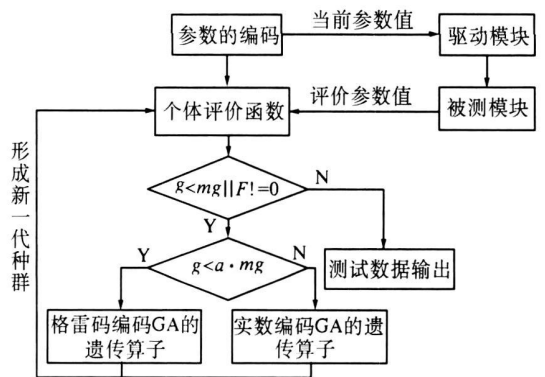 参数的编码
当前参数值
驱动模块
个体评价函数
评价参数值
被测模块
形成新一代种群
g<mg||F!=0
N
Y
g<a·mg
Y
N
测试数据输出
格雷码编码GA的
遗传算子
实数编码GA的遗
传算子